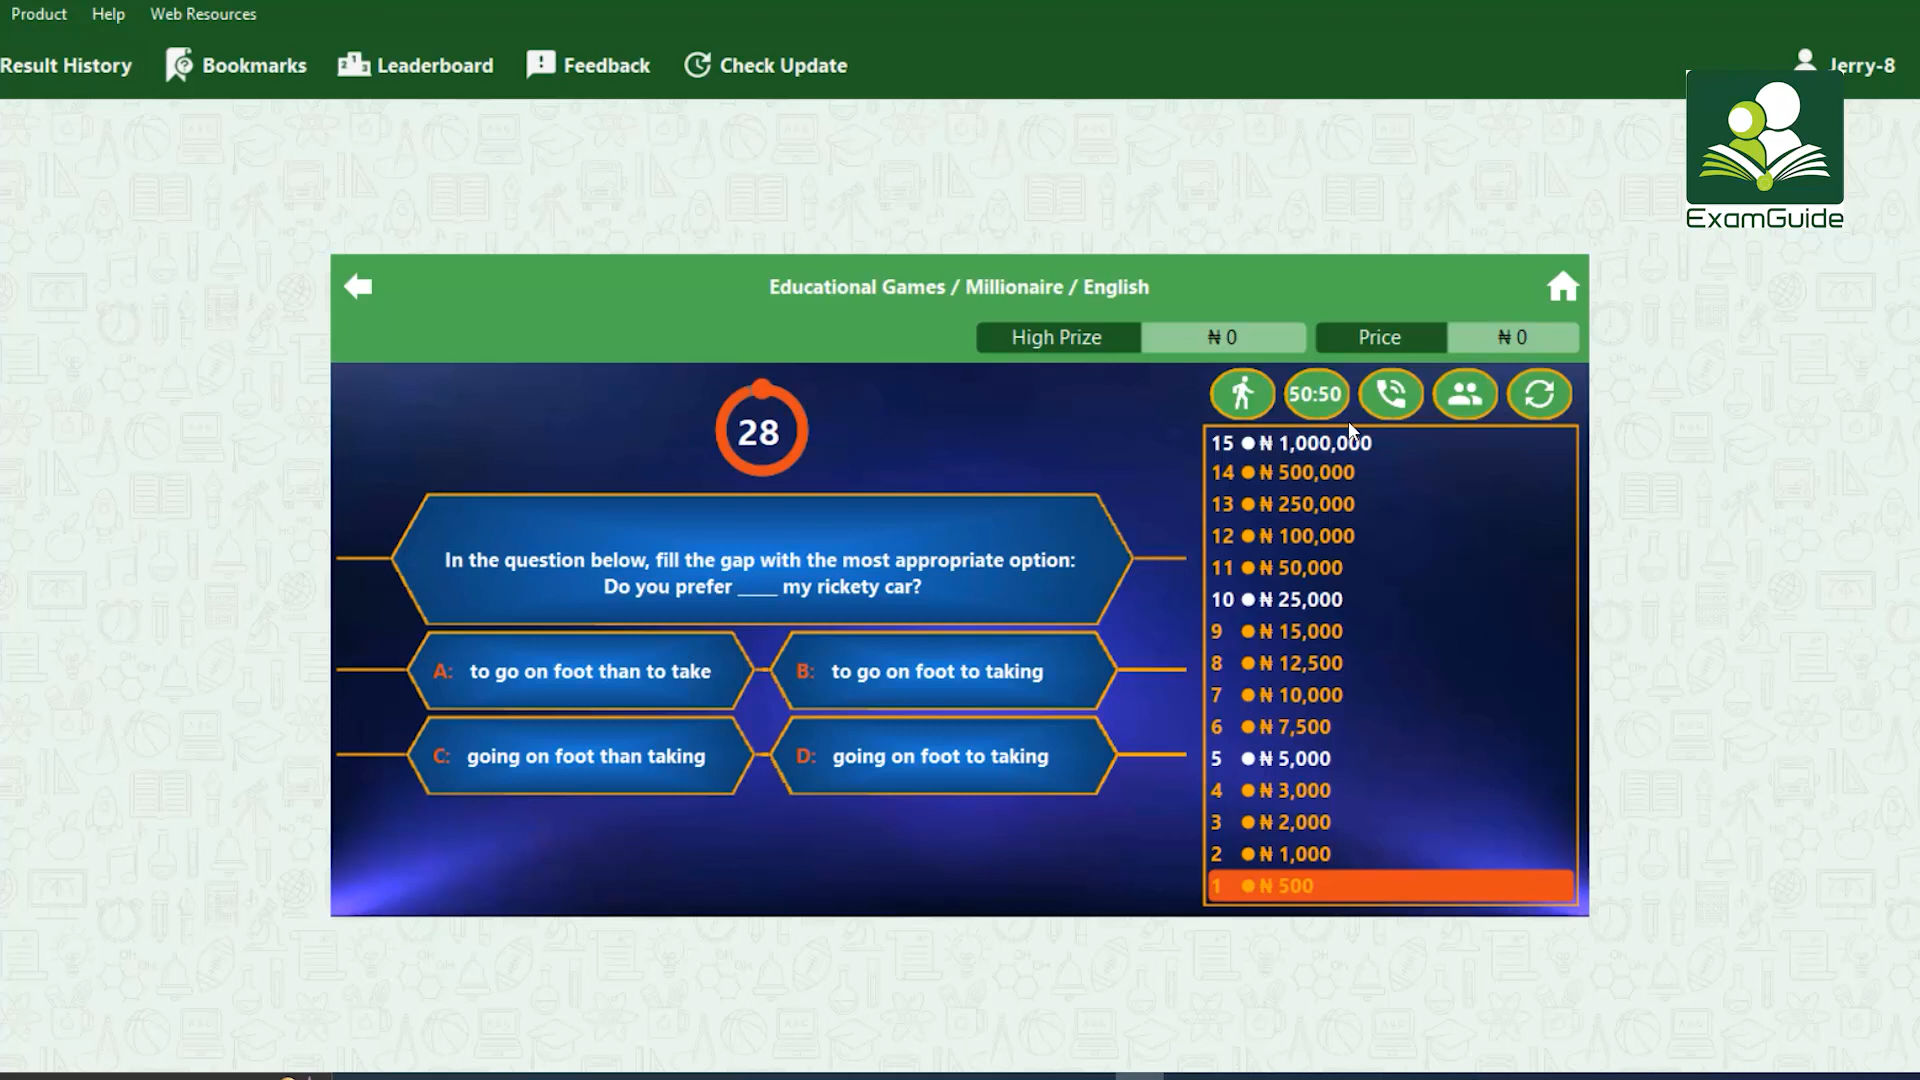 Product Help Web Resources
Result History Bookmarks Leaderboard Feedback Check Update Jerry-8
ExamGuide
Educational Games / Millionaire / English
High Prize ₦ 0 Price ₦ 0
28
50:50
In the question below, fill the gap with the most appropriate option:
Do you prefer ____ my rickety car?
A: to go on foot than to take
B: to go on foot to taking
C: going on foot than taking
D: going on foot to taking
15 ₦ 1,000,000
14 ₦ 500,000
13 ₦ 250,000
12 ₦ 100,000
11 ₦ 50,000
10 ₦ 25,000
9 ₦ 15,000
8 ₦ 12,500
7 ₦ 10,000
6 ₦ 7,500
5 ₦ 5,000
4 ₦ 3,000
3 ₦ 2,000
2 ₦ 1,000
1 ₦ 500